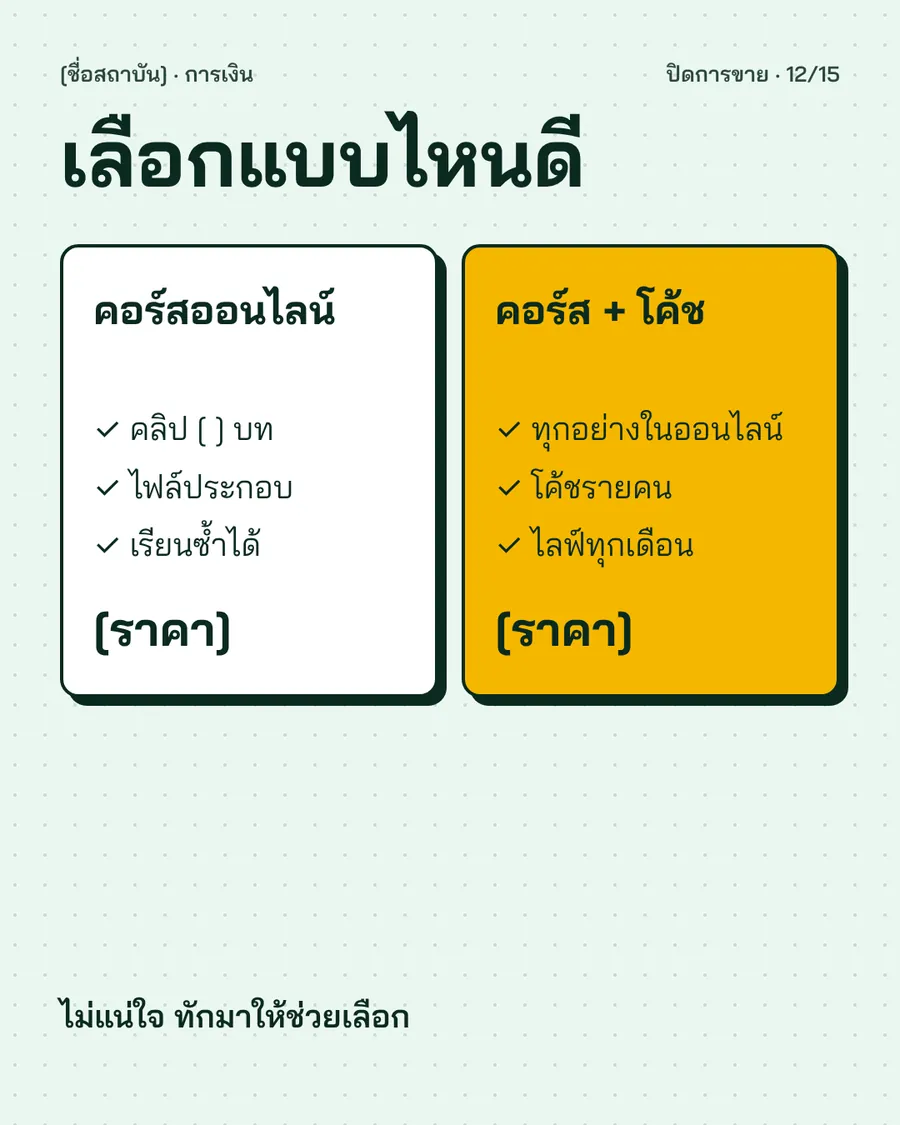 (ชื่อสถาบัน) · การเงิน
ปิดการขาย · 12/15
เลือกแบบไหนดี
คอร์สออนไลน์
✓ คลิป ( ) บท
✓ ไฟล์ประกอบ
✓ เรียนซ้ำได้
(ราคา)
คอร์ส + โค้ช
✓ ทุกอย่างในออนไลน์
✓ โค้ชรายคน
✓ ไลฟ์ทุกเดือน
(ราคา)
ไม่แน่ใจ ทักมาให้ช่วยเลือก